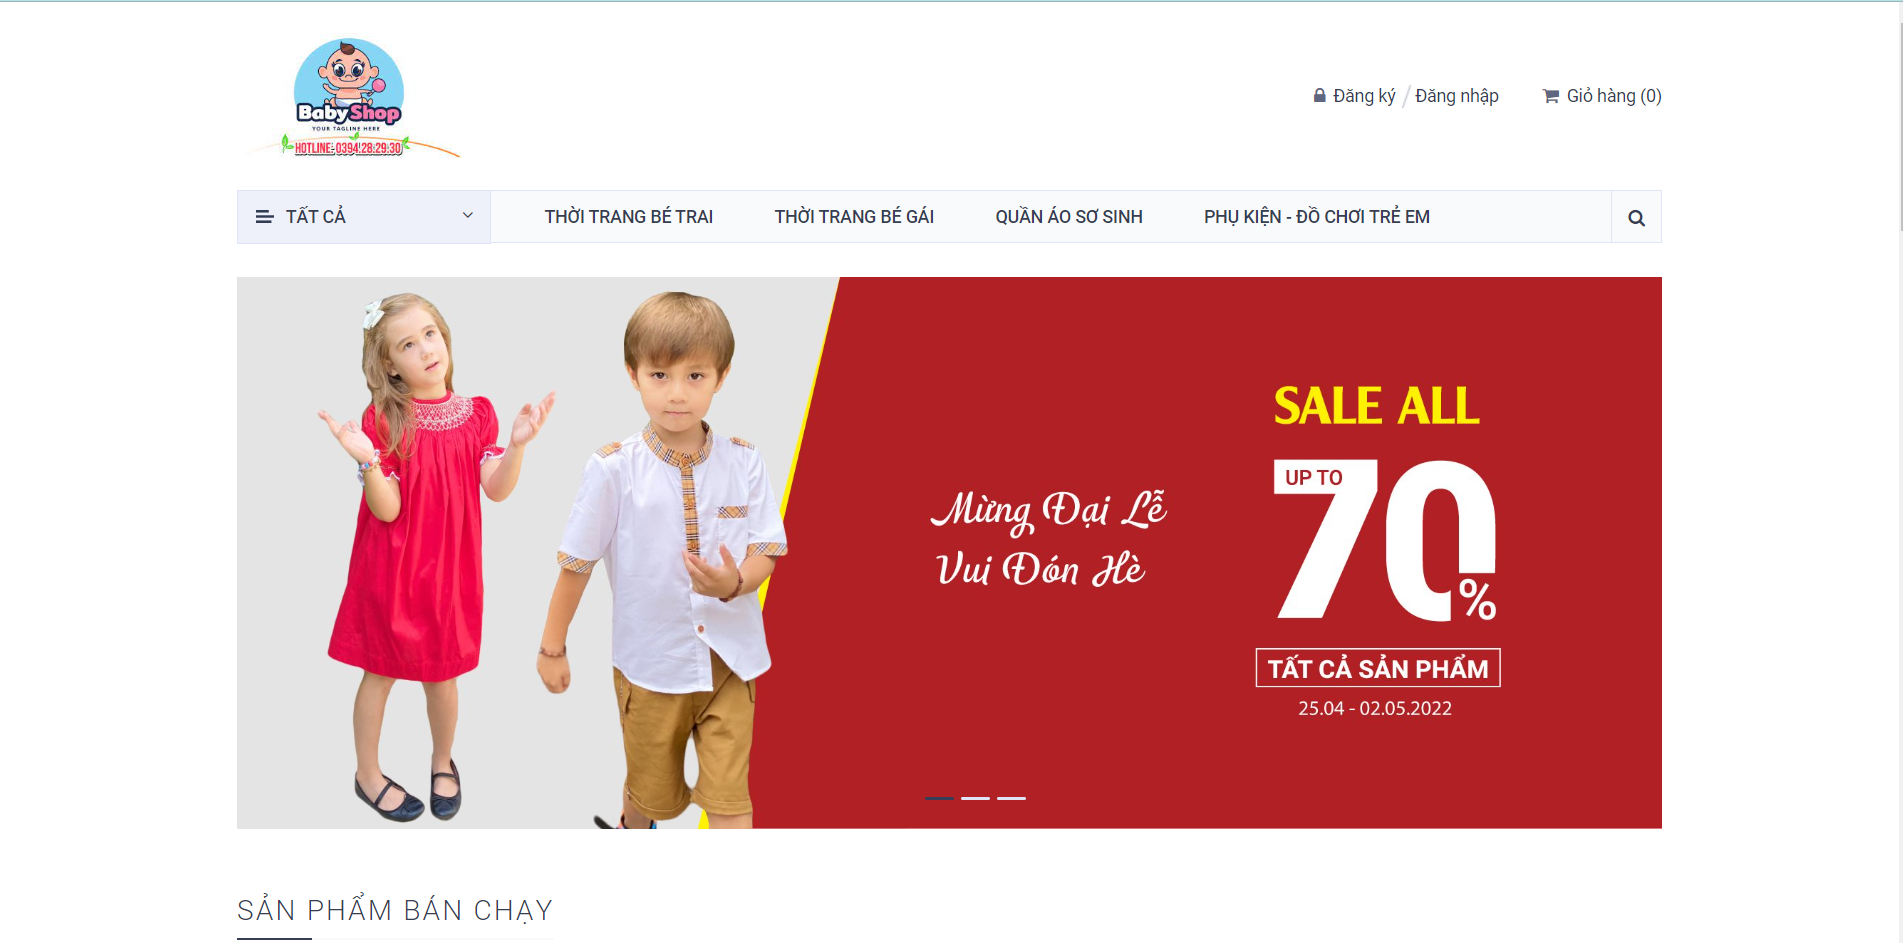 BabyShop
YOUR TAGLINE HERE
HOTLINE- 0394.28.29.30
Đăng ký / Đăng nhập
Giỏ hàng (0)
TẤT CẢ
THỜI TRANG BÉ TRAI
THỜI TRANG BÉ GÁI
QUẦN ÁO SƠ SINH
PHỤ KIỆN - ĐỒ CHƠI TRẺ EM
Mừng Đại Lễ
Vui Đón Hè
SALE ALL
UP TO
70%
TẤT CẢ SẢN PHẨM
25.04 - 02.05.2022
SẢN PHẨM BÁN CHẠY